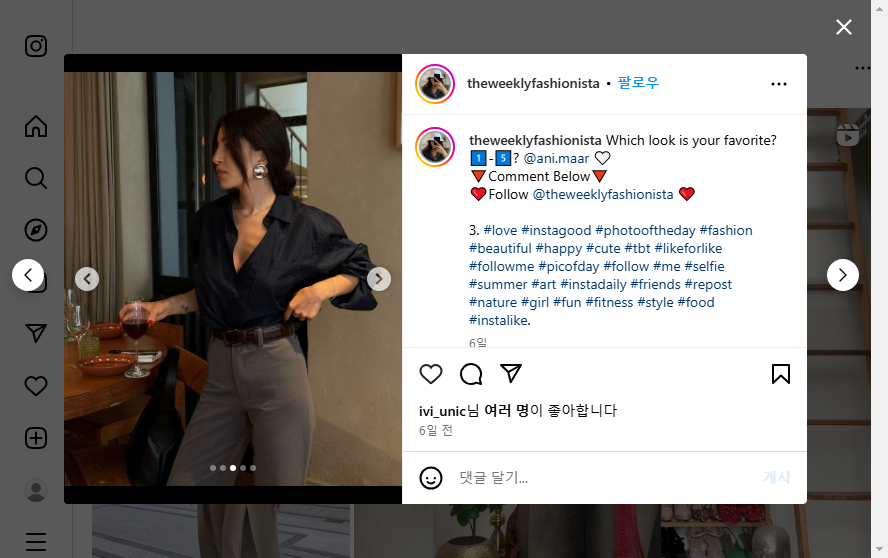 theweeklyfashionista • 팔로우
theweeklyfashionista Which look is your favorite?
1️⃣-5️⃣? @ani.maar 🤍
🔻Comment Below🔻
❤️Follow @theweeklyfashionista ❤️
3. #love #instagood #photooftheday #fashion
#beautiful #happy #cute #tbt #likeforlike
#followme #picofday #follow #me #selfie
#summer #art #instadaily #friends #repost
#nature #girl #fun #fitness #style #food
#instalike.
6일
ivi_unic님 여러 명이 좋아합니다
6일 전
댓글 달기...
게시